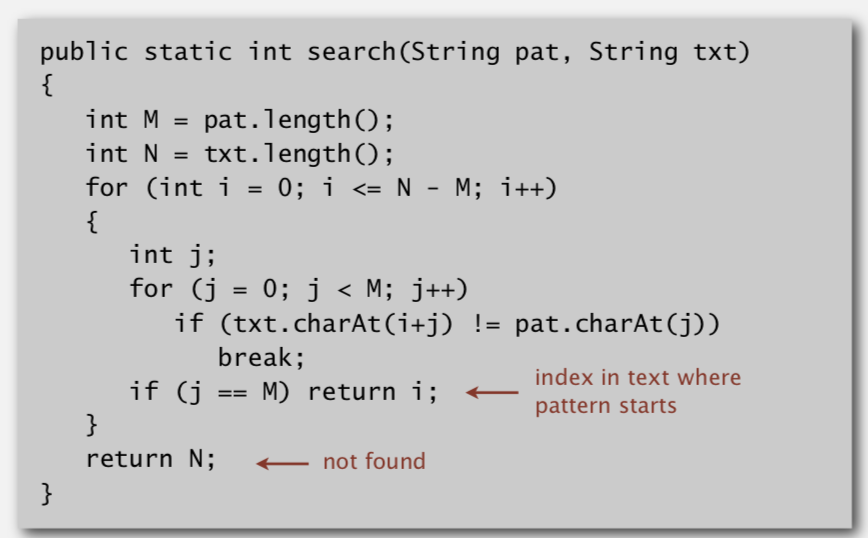 public static int search(String pat, String txt)
{
   int M = pat.length();
   int N = txt.length();
   for (int i = 0; i <= N - M; i++)
   {
      int j;
      for (j = 0; j < M; j++)
         if (txt.charAt(i+j) != pat.charAt(j))
            break;
      if (j == M) return i;
index in text where
pattern starts
   }
   return N;
not found
}